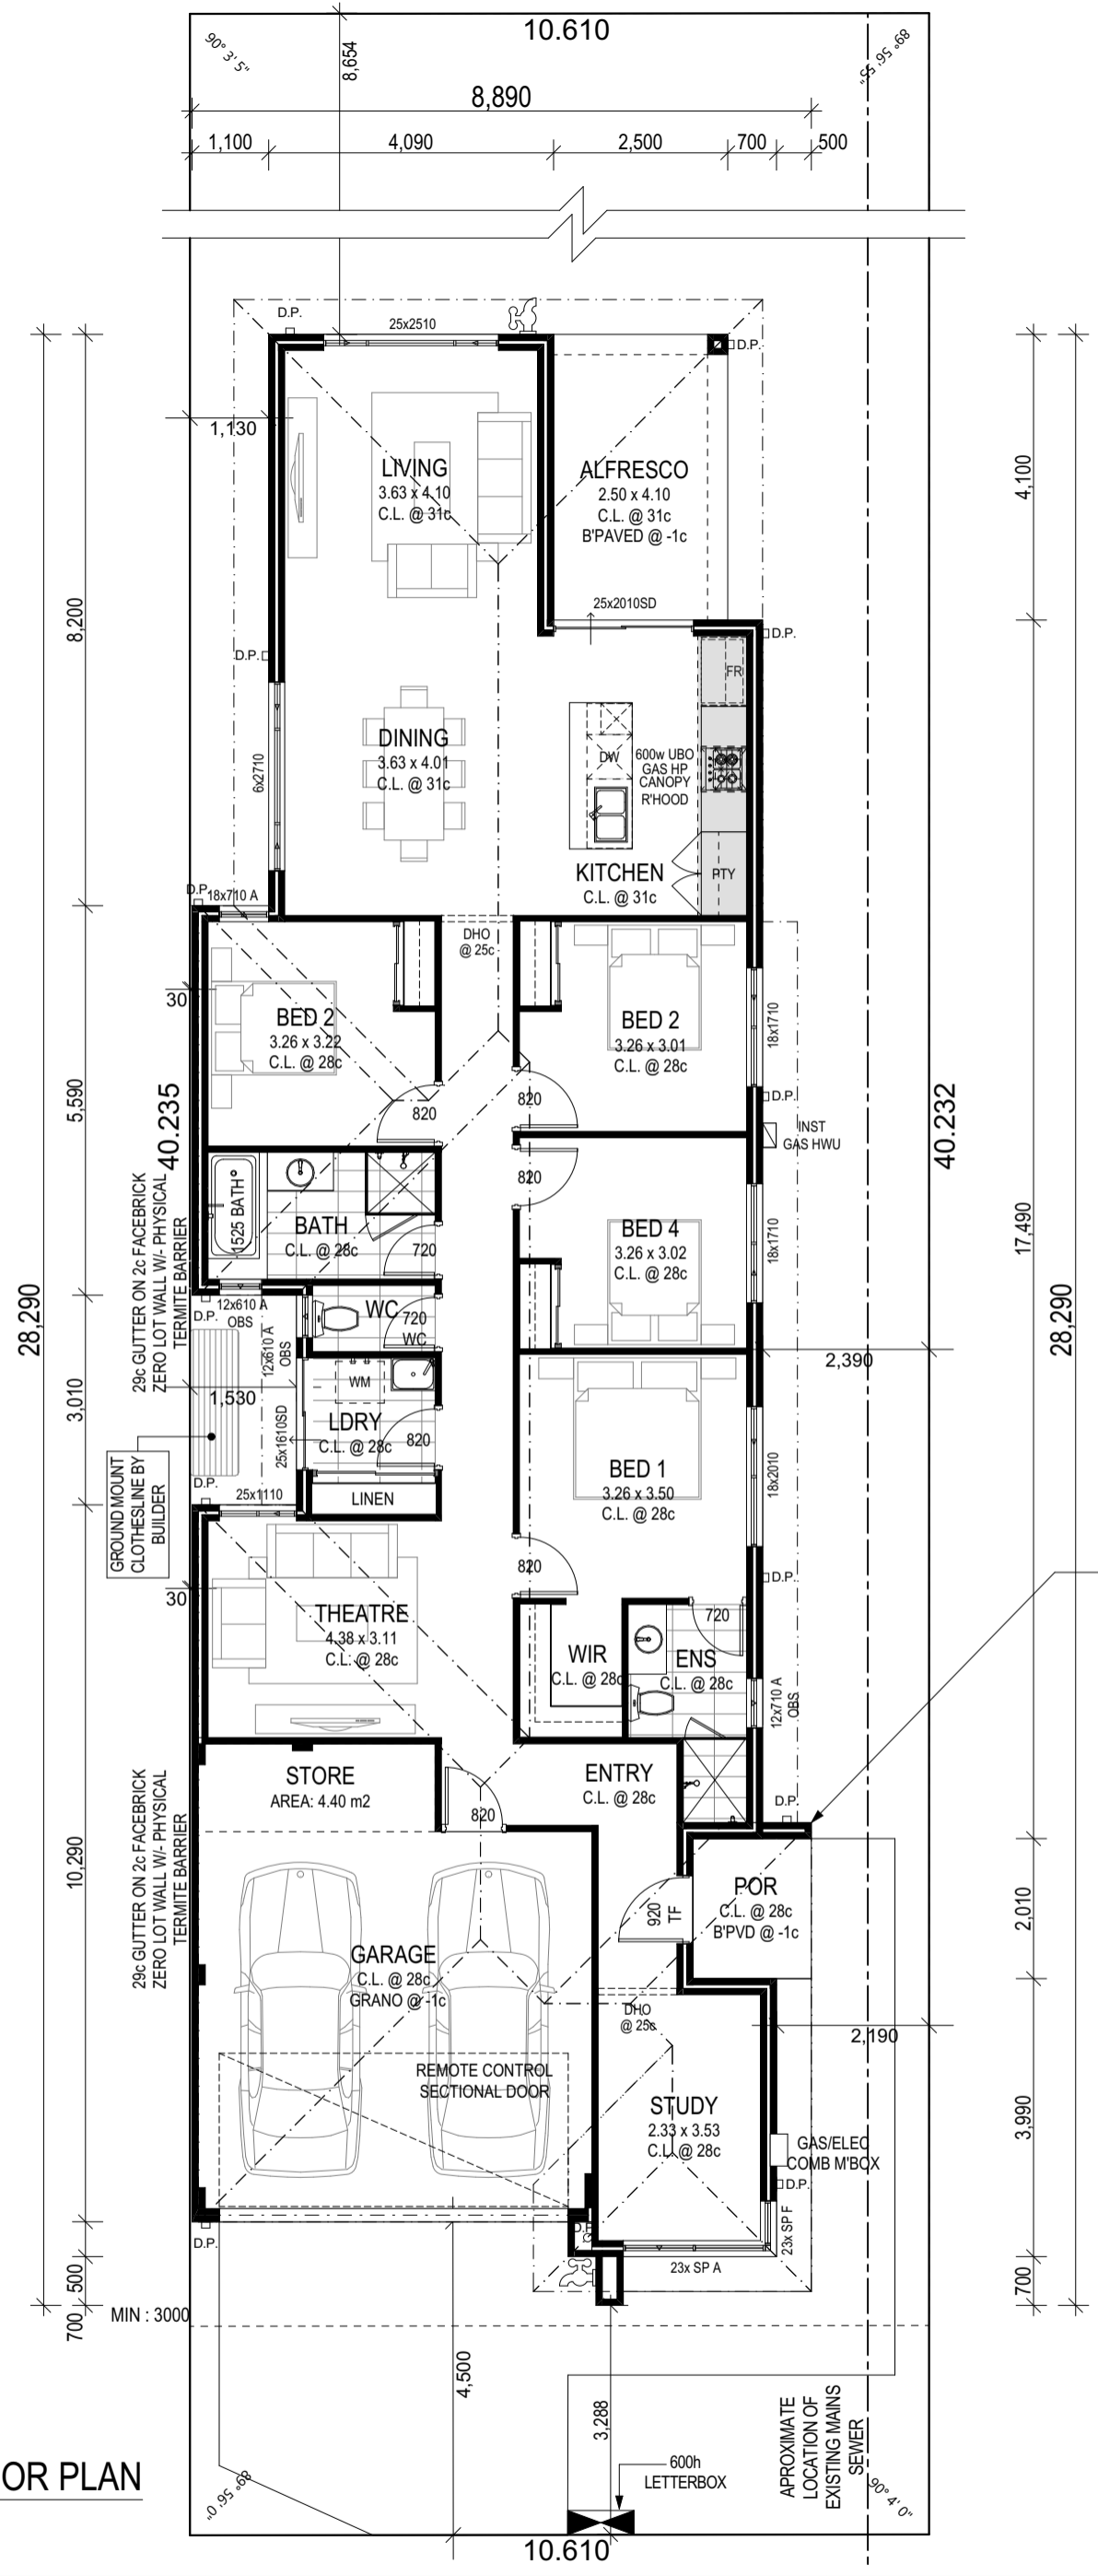 10.610
90° 3' 5"
89° 56' 55"
8,654
8,890
1,100
4,090
2,500
700
500
D.P.
25x2510
D.P.
1,130
LIVING
3.63 x 4.10
C.L. @ 31c
ALFRESCO
2.50 x 4.10
C.L. @ 31c
B'PAVED @ -1c
4,100
8,200
25x2010SD
D.P.
D.P.
FR
DINING
3.63 x 4.01
C.L. @ 31c
6x2710
DW
600w UBO
GAS HP
CANOPY
R'HOOD
KITCHEN
C.L. @ 31c
PTY
D.P.
18x710 A
DHO
@ 25c
30
BED 2
3.26 x 3.22
C.L. @ 28c
BED 2
3.26 x 3.01
C.L. @ 28c
18x1710
820
820
D.P.
5,590
40.235
40.232
INST
GAS HWU
820
1525 BATH
BATH
C.L. @ 28c
720
BED 4
3.26 x 3.02
C.L. @ 28c
18x1710
17,490
29c GUTTER ON 2c FACEBRICK
ZERO LOT WALL W/- PHYSICAL
TERMITE BARRIER
28,290
28,290
D.P.
12x610 A
OBS
12x610 A
OBS
WC
720
WC
2,390
3,010
1,530
WM
LDRY
C.L. @ 28c
820
25x1610SD
LINEN
BED 1
3.26 x 3.50
C.L. @ 28c
18x2010
GROUND MOUNT
CLOTHESLINE BY
BUILDER
D.P.
25x1110
820
D.P.
30
THEATRE
4.38 x 3.11
C.L. @ 28c
WIR
C.L. @ 28c
720
ENS
C.L. @ 28c
12x710 A
OBS
STORE
AREA: 4.40 m2
ENTRY
C.L. @ 28c
820
D.P.
29c GUTTER ON 2c FACEBRICK
ZERO LOT WALL W/- PHYSICAL
TERMITE BARRIER
10,290
920
TF
POR
C.L. @ 28c
B'PVD @ -1c
2,010
GARAGE
C.L. @ 28c
GRANO @ -1c
DHO
@ 25c
2,190
REMOTE CONTROL
SECTIONAL DOOR
STUDY
2.33 x 3.53
C.L. @ 28c
3,990
GAS/ELEC
COMB M'BOX
D.P.
23x SP F
D.P.
D.P.
23x SP A
500
700
700
MIN : 3000
4,500
3,288
APROXIMATE
LOCATION OF
EXISTING MAINS
SEWER
600h
LETTERBOX
OR PLAN
89° 56' 0"
90° 4' 0"
10.610